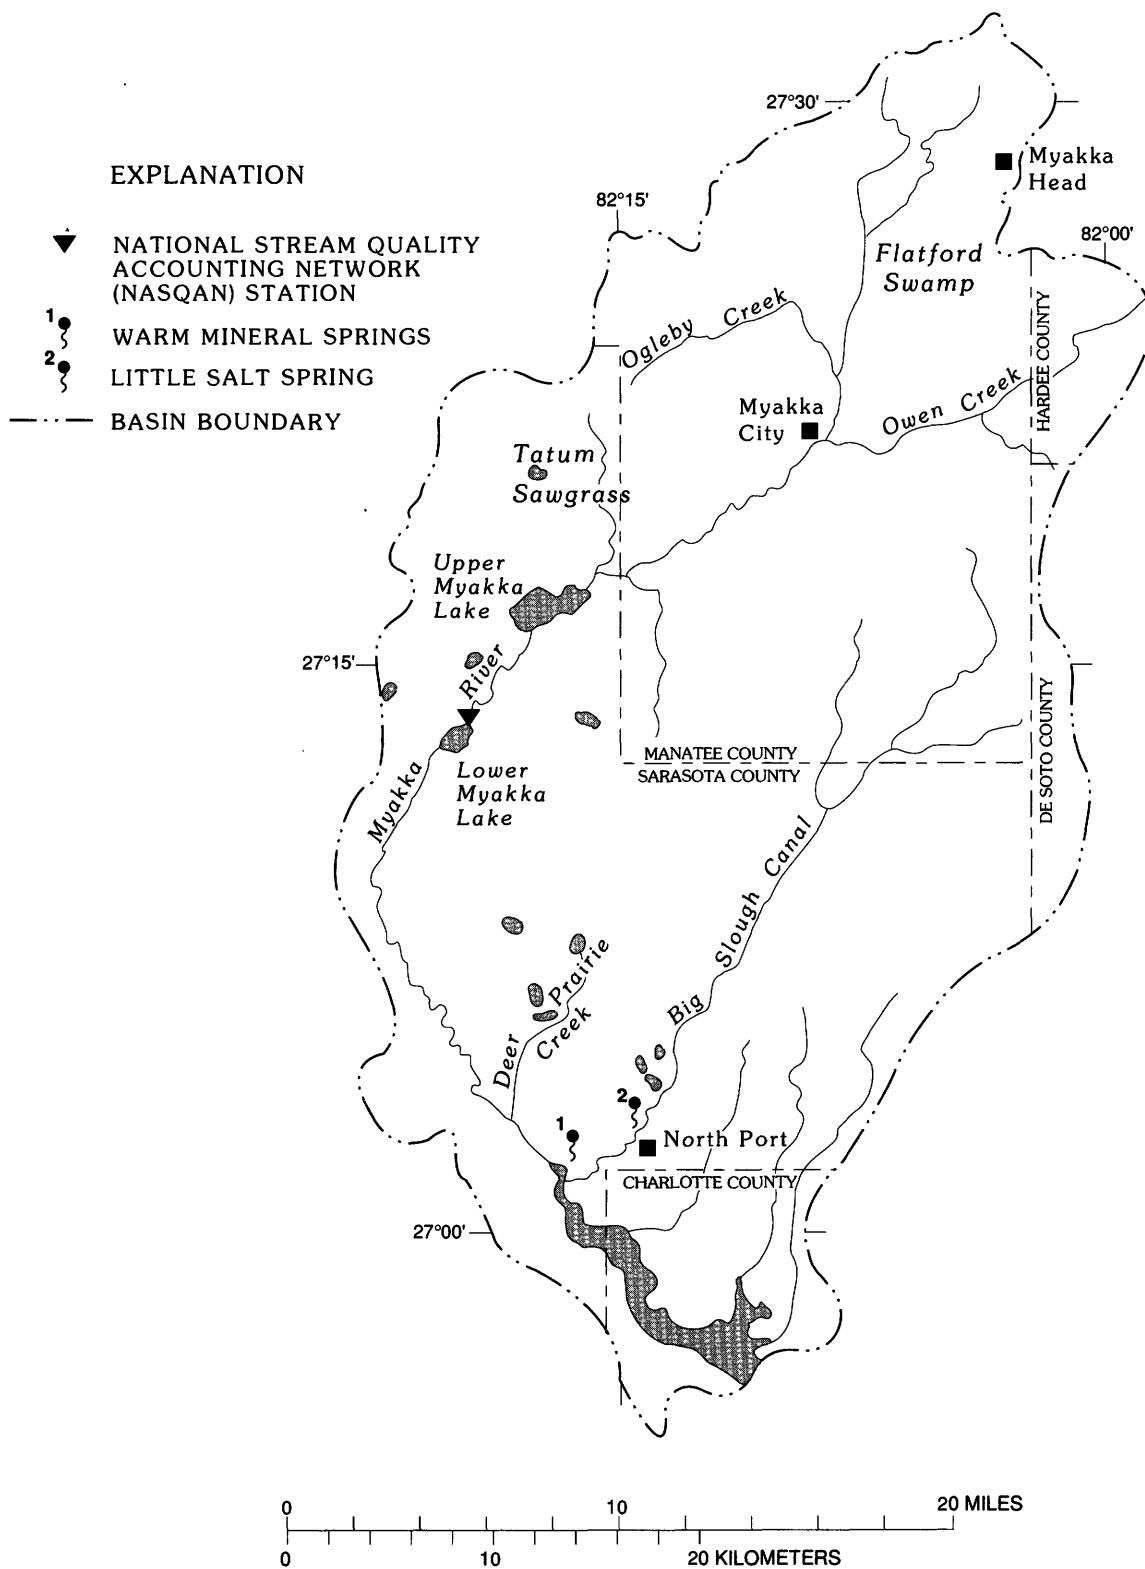 27°30'
Myakka
Head
EXPLANATION
82°15'
82°00'
NATIONAL STREAM QUALITY
ACCOUNTING NETWORK
(NASQAN) STATION
Flatford
Swamp
1
WARM MINERAL SPRINGS
2
LITTLE SALT SPRING
BASIN BOUNDARY
Ogleby Creek
HARDEE COUNTY
Owen Creek
Myakka
City
Tatum
Sawgrass
Upper
Myakka
Lake
27°15'
Myakka River
Lower
Myakka
Lake
MANATEE COUNTY
SARASOTA COUNTY
DE SOTO COUNTY
Big Slough Canal
Deer Prairie
Creek
2
1
North Port
CHARLOTTE COUNTY
27°00'
0 10 20 MILES
0 10 20 KILOMETERS